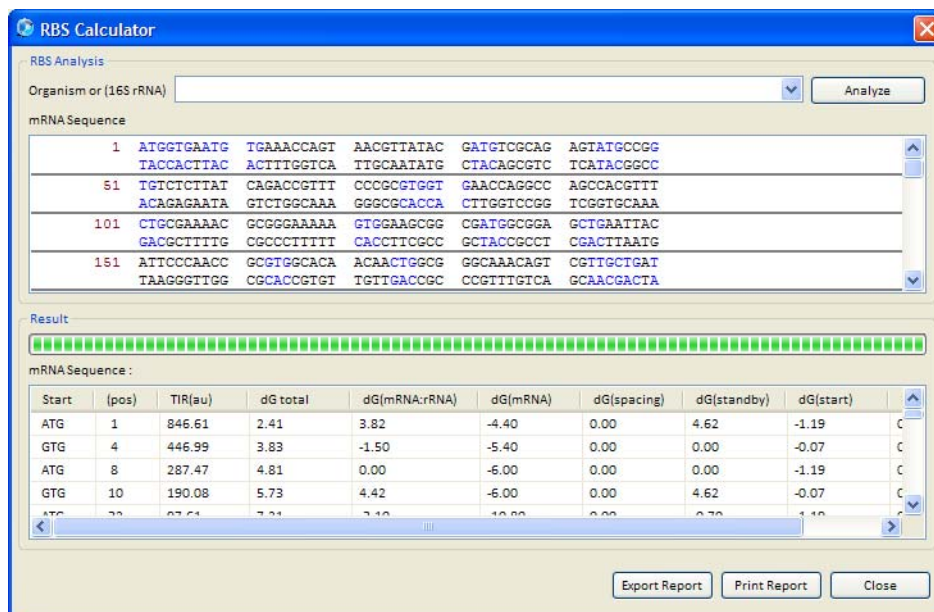 RBS Calculator
RBS Analysis
Organism or (16S rRNA)
Analyze
mRNA Sequence
1 ATGGTGAATG TGAAACCAGT AACGTTATAC GATGTCGCAG AGTATGCCGG
TACCACTTAC ACTTTGGTCA TTGCAATATG CTACAGCGTC TCATACGGCC
51 TGTCTCTTAT CAGACCGTTT CCCGCGTGGT GAACCAGGCC AGCCACGTTT
ACAGAGAATA GTCTGGCAAA GGGCGCACCA CTTGGTCCGG TCGGTGCAAA
101 CTGCGAAAAC GCGGGAAAAA GTGGAAGCGG CGATGGCGGA GCTGAATTAC
GACGCTTTTG CGCCCTTTTT CACCTTCGCC GCTACCGCCT CGACTTAATG
151 ATTCCCAACC GCGTGGCACA ACAACTGGCG GGCAAACAGT CGTTGCTGAT
TAAGGGTTGG CGCACCGTGT TGTTGACCGC CCGTTTGTCA GCAACGACTA
Result
mRNA Sequence :
Start (pos) TIR(au) dG total dG(mRNA:rRNA) dG(mRNA) dG(spacing) dG(standby) dG(start)
ATG 1 846.61 2.41 3.82 -4.40 0.00 4.62 -1.19
GTG 4 446.99 3.83 -1.50 -5.40 0.00 0.00 -0.07
ATG 8 287.47 4.81 0.00 -6.00 0.00 0.00 -1.19
GTG 10 190.08 5.73 4.42 -6.00 0.00 4.62 -0.07
Export Report Print Report Close